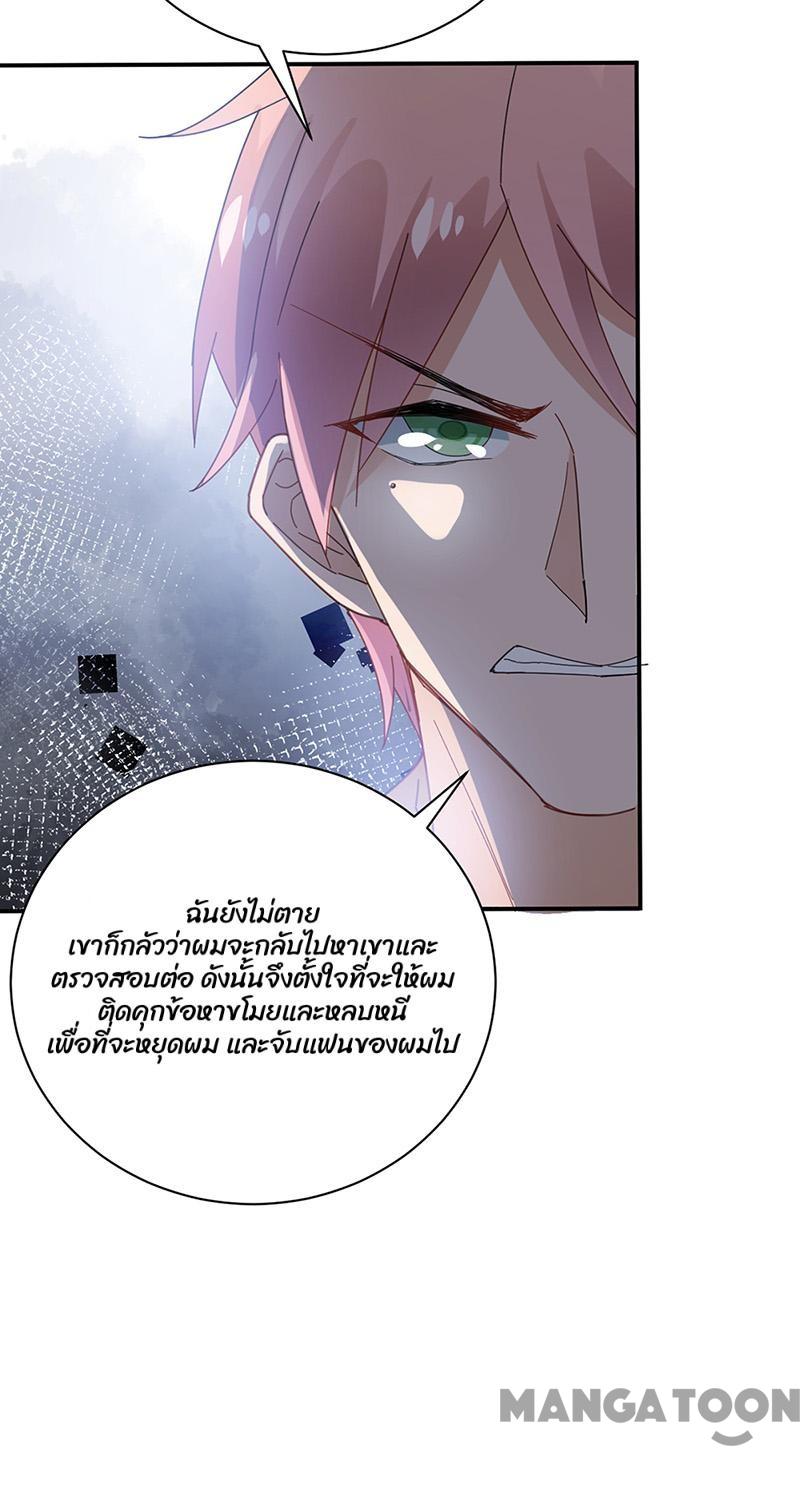 ฉันยังไม่ตาย
เขาก็กลัวว่าผมจะกลับไปหาเขาและ
ตรวจสอบต่อ ดังนั้นจึงตั้งใจที่จะให้ผม
ติดคุกข้อหาขโมยและหลบหนี
เพื่อที่จะหยุดผม และจับแฟนของผมไป
MANGATOON